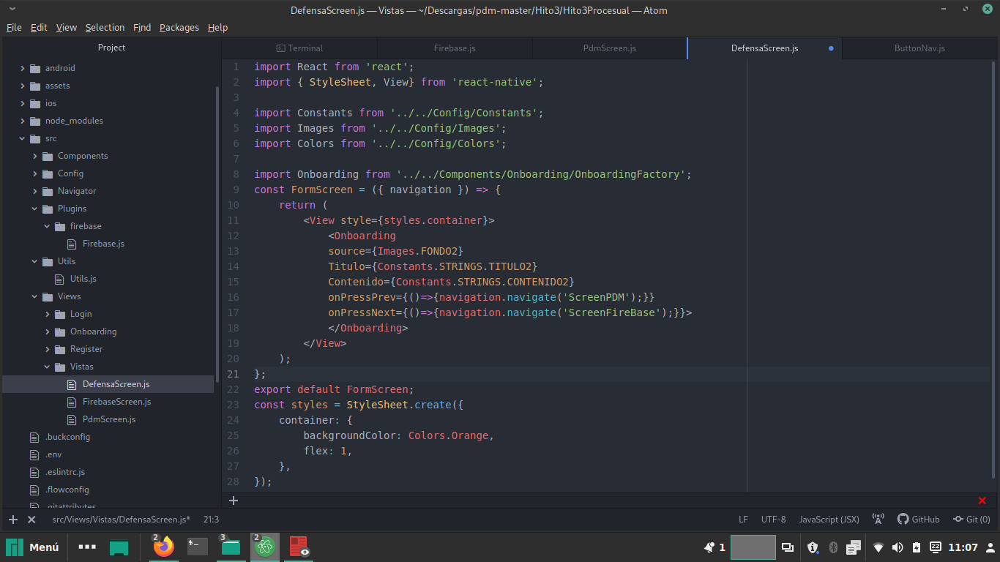 DefensaScreen.js — Vistas — ~/Descargas/pdm-master/Hito3/Hito3Procesual — Atom
File Edit View Selection Find Packages Help
Project
android
assets
ios
node_modules
src
Components
Config
Navigator
Plugins
firebase
Firebase.js
Utils
Utils.js
Views
Login
Onboarding
Register
Vistas
DefensaScreen.js
FirebaseScreen.js
PdmScreen.js
.buckconfig
.env
.eslintrc.js
.flowconfig
.gitattributes
Terminal Firebase.js PdmScreen.js DefensaScreen.js ButtonNav.js
1 import React from 'react';
2 import { StyleSheet, View} from 'react-native';
3
4 import Constants from '../../Config/Constants';
5 import Images from '../../Config/Images';
6 import Colors from '../../Config/Colors';
7
8 import Onboarding from '../../Components/Onboarding/OnboardingFactory';
9 const FormScreen = ({ navigation }) => {
10     return (
11         <View style={styles.container}>
12             <Onboarding
13             source={Images.FONDO2}
14             Titulo={Constants.STRINGS.TITULO2}
15             Contenido={Constants.STRINGS.CONTENIDO2}
16             onPressPrev={()=>{navigation.navigate('ScreenPDM');}}
17             onPressNext={()=>{navigation.navigate('ScreenFireBase');}}>
18             </Onboarding>
19         </View>
20     );
21 };
22 export default FormScreen;
23 const styles = StyleSheet.create({
24     container: {
25         backgroundColor: Colors.Orange,
26         flex: 1,
27     },
28 });
src/Views/Vistas/DefensaScreen.js* 21:3 LF UTF-8 JavaScript (JSX) GitHub Git (0)
Menú 2 3 2 1 11:07